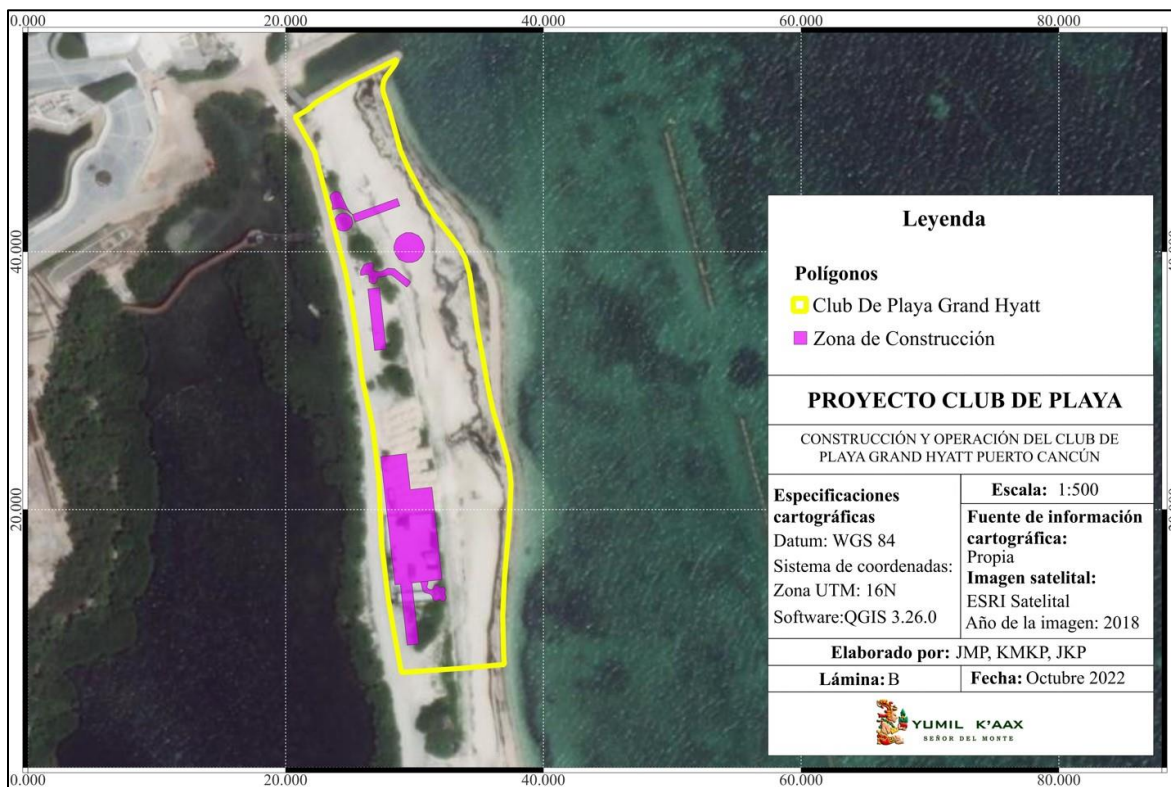 0.000 20.000 40.000 60.000 80.000
40.000
20.000
0.000 20.000 40.000 60.000 80.000
Leyenda
Polígonos
Club De Playa Grand Hyatt
Zona de Construcción
PROYECTO CLUB DE PLAYA
CONSTRUCCIÓN Y OPERACIÓN DEL CLUB DE
PLAYA GRAND HYATT PUERTO CANCÚN
Especificaciones
cartográficas
Datum: WGS 84
Sistema de coordenadas:
Zona UTM: 16N
Software:QGIS 3.26.0
Escala: 1:500
Fuente de información
cartográfica:
Propia
Imagen satelital:
ESRI Satelital
Año de la imagen: 2018
Elaborado por: JMP, KMKP, JKP
Lámina: B
Fecha: Octubre 2022
YUMIL K'AAX
SEÑOR DEL MONTE